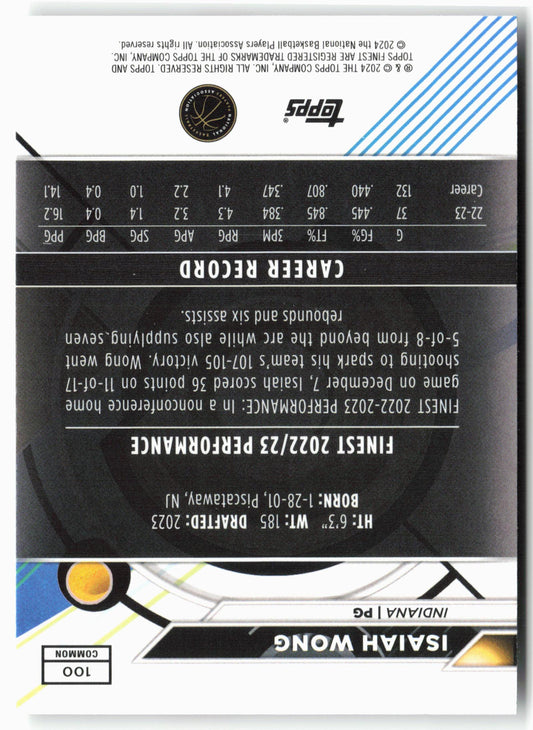 100
COMMON
ISAIAH WONG
INDIANA | PG
HT: 6'3" WT: 185 DRAFTED: 2023
BORN: 1-28-01, Piscataway, NJ
FINEST 2022/23 PERFORMANCE
FINEST 2022-2023 PERFORMANCE: In a nonconference home
game on December 7, Isaiah scored 36 points on 11-of-17
shooting to spark his team's 107-105 victory. Wong went
5-of-8 from beyond the arc while also supplying seven
rebounds and six assists.
CAREER RECORD
G FG% FT% 3PM RPG APG SPG BPG PPG
22-23 37 .445 .845 .384 4.3 3.2 1.4 0.4 16.2
Career 132 .440 .807 .347 4.1 2.2 1.0 0.4 14.1
topps®
NATIONAL BASKETBALL PLAYERS ASSOCIATION
® & © 2024 THE TOPPS COMPANY, INC. ALL RIGHTS RESERVED. TOPPS AND
TOPPS FINEST ARE REGISTERED TRADEMARKS OF THE TOPPS COMPANY, INC.
© 2024 the National Basketball Players Association. All rights reserved.